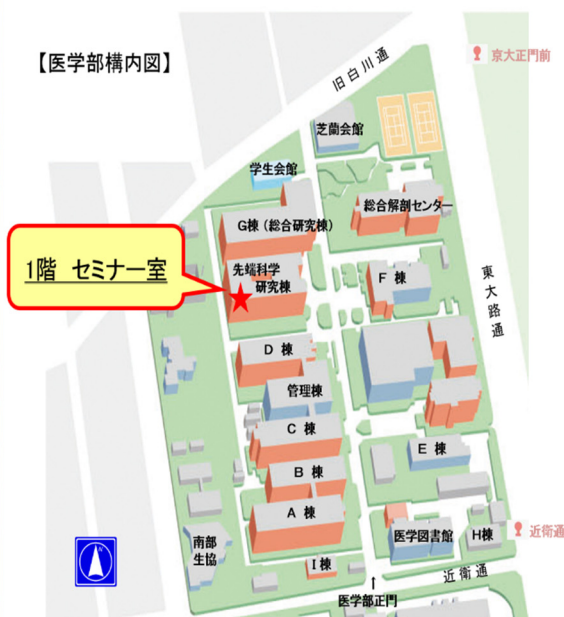 【医学部構内図】
旧白川通
京大正門前
芝蘭会館
学生会館
総合解剖センター
G棟（総合研究棟）
1階 セミナー室
先端科学
研究棟
F 棟
東大路通
D 棟
管理棟
C 棟
E 棟
B 棟
A 棟
南部
生協
医学図書館
H棟
近衛通
I 棟
近衛通
医学部正門